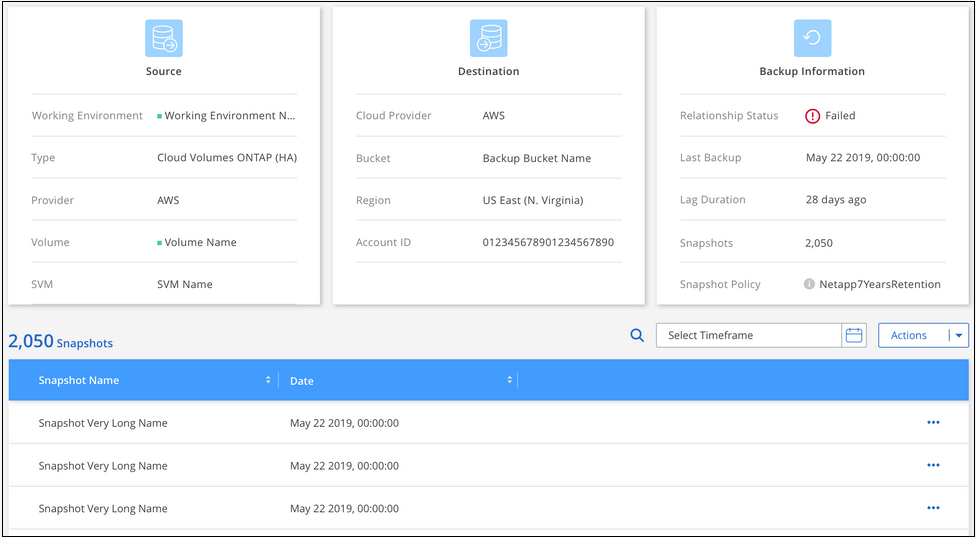 Source
Working Environment Working Environment N...
Type Cloud Volumes ONTAP (HA)
Provider AWS
Volume Volume Name
SVM SVM Name
Destination
Cloud Provider AWS
Bucket Backup Bucket Name
Region US East (N. Virginia)
Account ID 012345678901234567890
Backup Information
Relationship Status Failed
Last Backup May 22 2019, 00:00:00
Lag Duration 28 days ago
Snapshots 2,050
Snapshot Policy Netapp7YearsRetention
2,050 Snapshots
Select Timeframe
Actions
Snapshot Name Date
Snapshot Very Long Name May 22 2019, 00:00:00
Snapshot Very Long Name May 22 2019, 00:00:00
Snapshot Very Long Name May 22 2019, 00:00:00